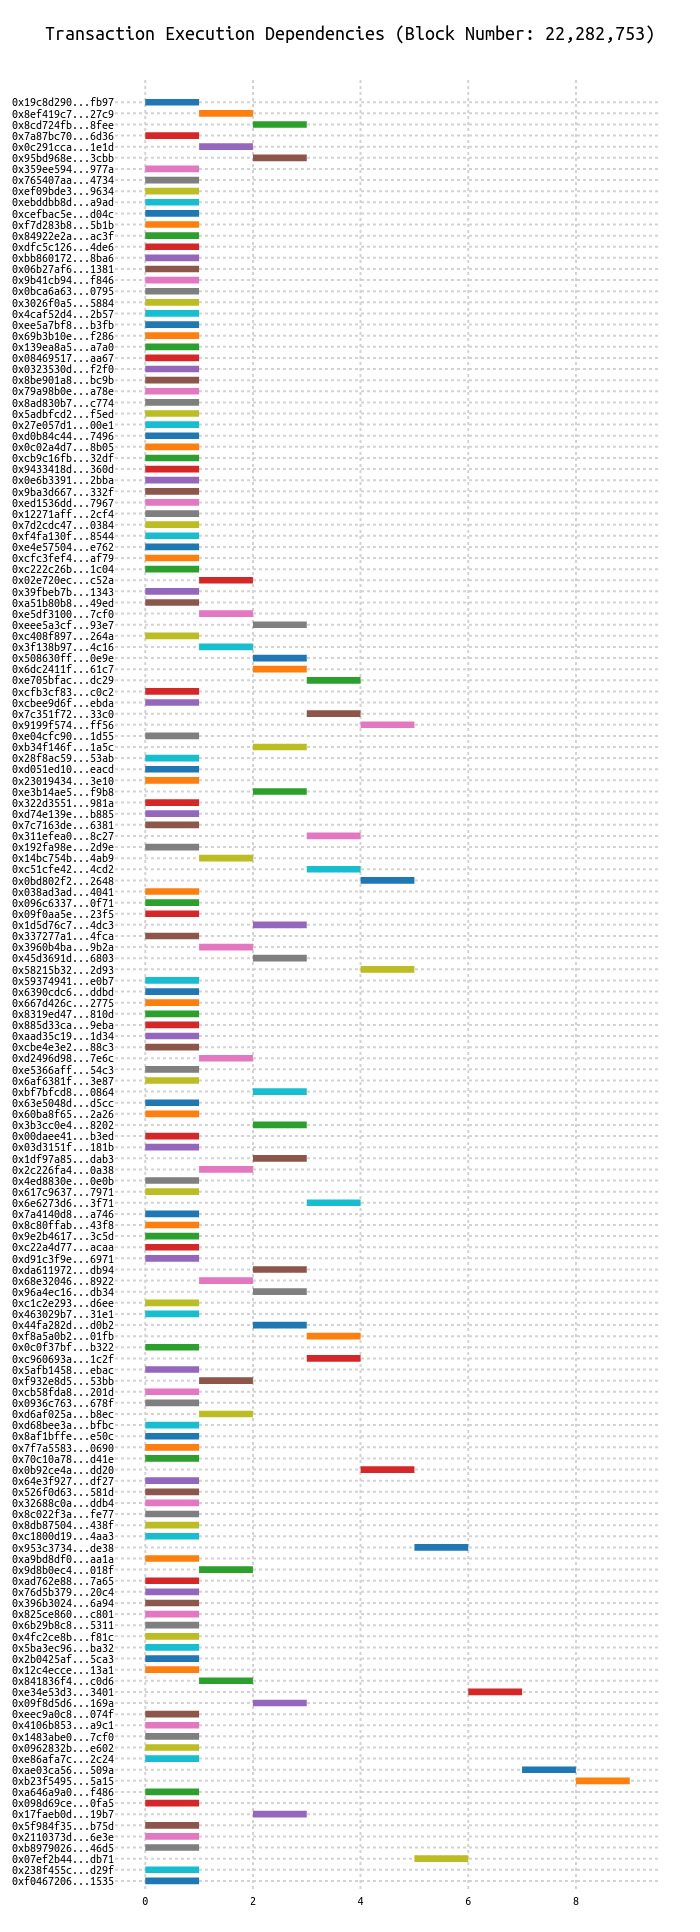 Transaction Execution Dependencies (Block Number: 22,282,753)
0x19c8d290...fb97
0x8ef419c7...27c9
0x8cd724fb...8fee
0x7a87bc70...6d36
0x0c291cca...1e1d
0x95bd968e...3cbb
0x359ee594...977a
0x765407aa...4734
0xef09bde3...9634
0xebddbb8d...a9ad
0xcefbac5e...d04c
0xf7d283b8...5b1b
0x84922e2a...ac3f
0xdfc5c126...4de6
0xbb860172...8ba6
0x06b27af6...1381
0x9b41cb94...f846
0x0bca6a63...0795
0x3026f0a5...5884
0x4caf52d4...2b57
0xee5a7bf8...b3fb
0x69b3b10e...f286
0x139ea8a5...a7a0
0x08469517...aa67
0x0323530d...f2f0
0x8be901a8...bc9b
0x79a98b0e...a78e
0x8ad830b7...c774
0x5adbfcd2...f5ed
0x27e057d1...00e1
0xd0b84c44...7496
0x0c02a4d7...8b05
0xcb9c16fb...32df
0x9433418d...360d
0x0e6b3391...2bba
0x9ba3d667...332f
0xed1536dd...7967
0x12271aff...2cf4
0x7d2cdc47...0384
0xf4fa130f...8544
0xe4e57504...e762
0xcfc3fef4...af79
0xc222c26b...1c04
0x02e720ec...c52a
0x39fbeb7b...1343
0xa51b80b8...49ed
0xe5df3100...7cf0
0xeee5a3cf...93e7
0xc408f897...264a
0x3f138b97...4c16
0x508630ff...0e9e
0x6dc2411f...61c7
0xe705bfac...dc29
0xcfb3cf83...c0c2
0xcbee9d6f...ebda
0x7c351f72...33c0
0x9199f574...ff56
0xe04cfc90...1d55
0xb34f146f...1a5c
0x28f8ac59...53ab
0xd051ed10...eacd
0x23019434...3e10
0xe3b14ae5...f9b8
0x322d3551...981a
0xd74e139e...b885
0x7c7163de...6381
0x311efea0...8c27
0x192fa98e...2d9e
0x14bc754b...4ab9
0xc51cfe42...4cd2
0x0bd802f2...2648
0x038ad3ad...4041
0x096c6337...0f71
0x09f0aa5e...23f5
0x1d5d76c7...4dc3
0x337277a1...4fca
0x3960b4ba...9b2a
0x45d3691d...6803
0x58215b32...2d93
0x59374941...e0b7
0x6390cdc6...ddbd
0x667d426c...2775
0x8319ed47...810d
0x885d33ca...9eba
0xaad35c19...1d34
0xcbe4e3e2...88c3
0xd2496d98...7e6c
0xe5366aff...54c3
0x6af6381f...3e87
0xbf7bfcd8...0864
0x63e5048d...d5cc
0x60ba8f65...2a26
0x3b3cc0e4...8202
0x00daee41...b3ed
0x03d3151f...181b
0x1df97a85...dab3
0x2c226fa4...0a38
0x4ed8830e...0e0b
0x617c9637...7971
0x6e6273d6...3f71
0x7a4140d8...a746
0x8c80ffab...43f8
0x9e2b4617...3c5d
0xc22a4d77...acaa
0xd91c3f9e...6971
0xda611972...db94
0x68e32046...8922
0x96a4ec16...db34
0xc1c2e293...d6ee
0x463029b7...31e1
0x44fa282d...d0b2
0xf8a5a0b2...01fb
0x0c0f37bf...b322
0xc960693a...1c2f
0x5afb1458...ebac
0xf932e8d5...53bb
0xcb58fda8...201d
0x0936c763...678f
0xd6af025a...b8ec
0xd68bee3a...bfbc
0x8af1bffe...e50c
0x7f7a5583...0690
0x70c10a78...d41e
0x0b92ce4a...dd20
0x64e3f927...df27
0x526f0d63...581d
0x32688c0a...ddb4
0x8c022f3a...fe77
0x8db87504...438f
0xc1800d19...4aa3
0x953c3734...de38
0xa9bd8df0...aa1a
0x9d8b0ec4...018f
0xad762e88...7a65
0x76d5b379...20c4
0x396b3024...6a94
0x825ce860...c801
0x6b29b8c8...5311
0x4fc2ce8b...f81c
0x5ba3ec96...ba32
0x2b0425af...5ca3
0x12c4ecce...13a1
0x841836f4...c0d6
0xe34e53d3...3401
0x09f8d5d6...169a
0xeec9a0c8...074f
0x4106b853...a9c1
0x1483abe0...7cf0
0x0962832b...e602
0xe86afa7c...2c24
0xae03ca56...509a
0xb23f5495...5a15
0xa646a9a0...f486
0x098d69ce...0fa5
0x17faeb0d...19b7
0x5f984f35...b75d
0x2110373d...6e3e
0xb8979026...46d5
0x07ef2b44...db71
0x238f455c...d29f
0xf0467206...1535
0 2 4 6 8